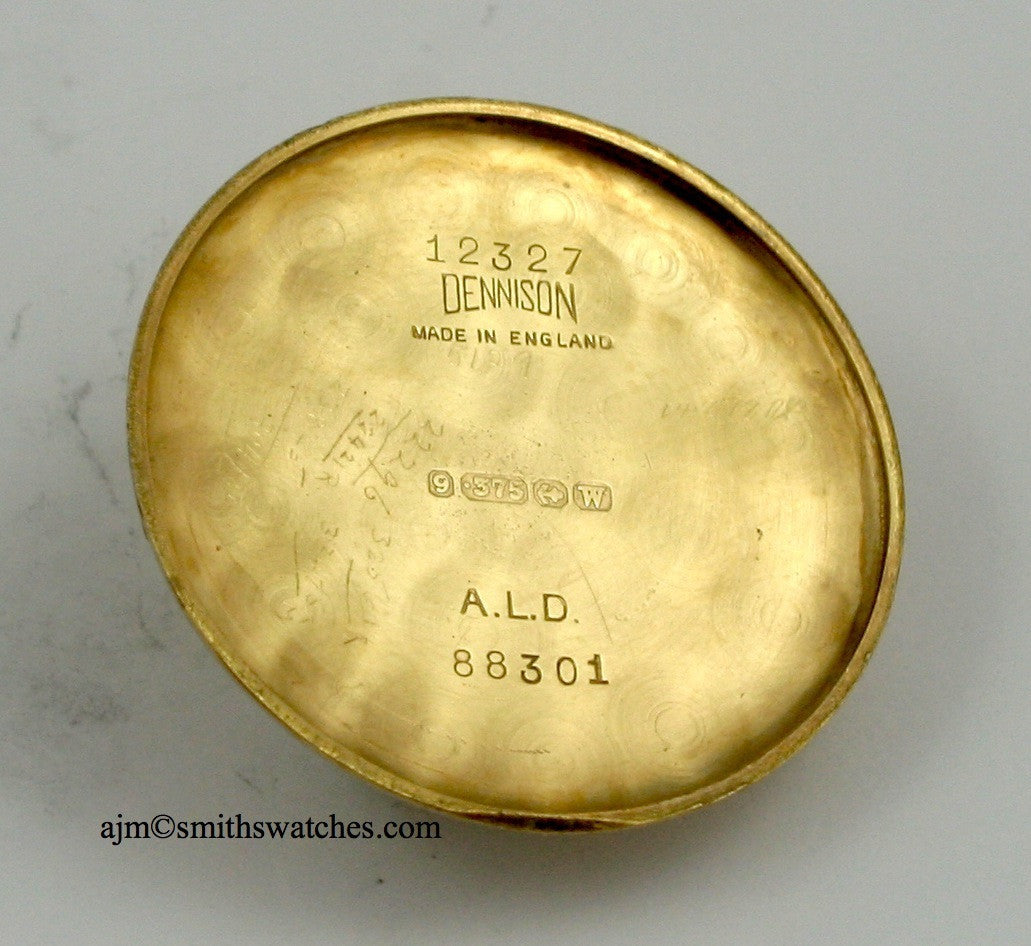 12327
DENNISON
MADE IN ENGLAND
9 .375 W
A.L.D.
88301
ajm©smithswatches.com